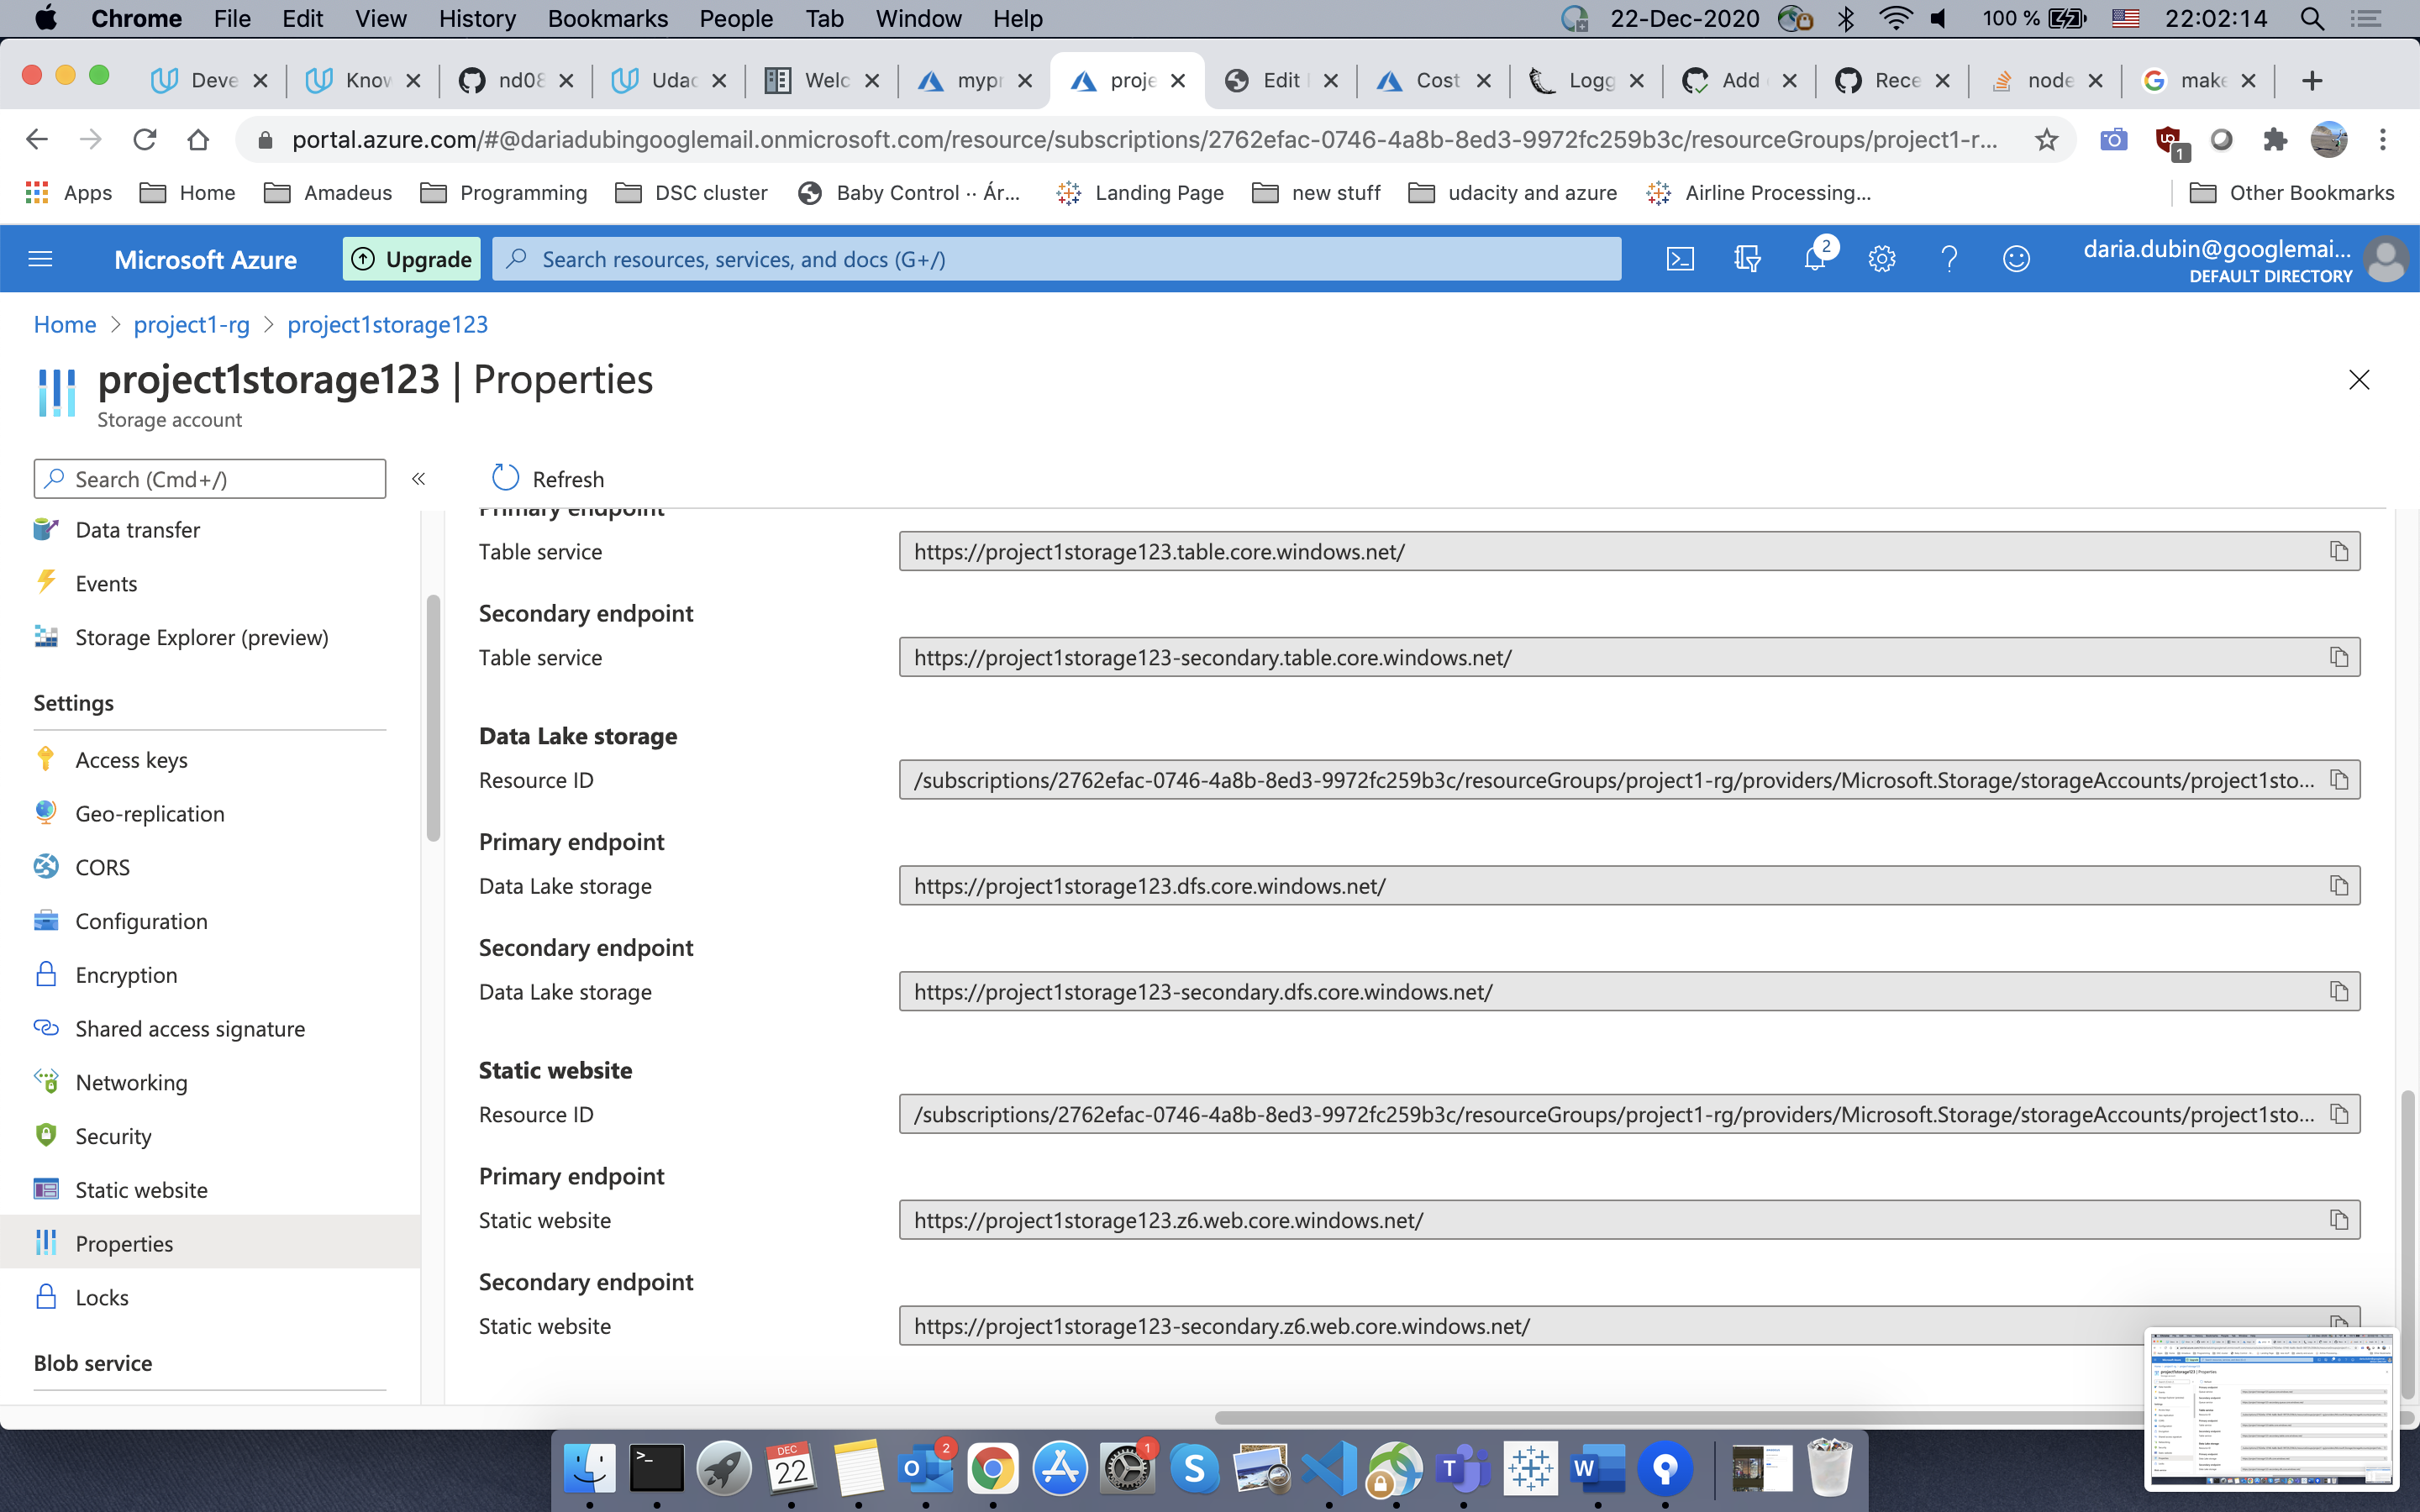 Chrome File Edit View History Bookmarks People Tab Window Help 22-Dec-2020 100 % 22:02:14
Deve Know nd08 Udac Welc mypr proje Edit Cost Logg Add Rece node make
portal.azure.com/#@dariadubingooglemail.onmicrosoft.com/resource/subscriptions/2762efac-0746-4a8b-8ed3-9972fc259b3c/resourceGroups/project1-r...
1
Apps Home Amadeus Programming DSC cluster Baby Control ·· Ár... Landing Page new stuff udacity and azure Airline Processing... Other Bookmarks
Microsoft Azure Upgrade Search resources, services, and docs (G+/) 2 daria.dubin@googlemai...
DEFAULT DIRECTORY
Home > project1-rg > project1storage123
project1storage123 | Properties
Storage account
Search (Cmd+/) « Refresh
Data transfer
Events
Storage Explorer (preview)
Settings
Access keys
Geo-replication
CORS
Configuration
Encryption
Shared access signature
Networking
Security
Static website
Properties
Locks
Blob service
Primary endpoint
Table service https://project1storage123.table.core.windows.net/
Secondary endpoint
Table service https://project1storage123-secondary.table.core.windows.net/
Data Lake storage
Resource ID /subscriptions/2762efac-0746-4a8b-8ed3-9972fc259b3c/resourceGroups/project1-rg/providers/Microsoft.Storage/storageAccounts/project1sto...
Primary endpoint
Data Lake storage https://project1storage123.dfs.core.windows.net/
Secondary endpoint
Data Lake storage https://project1storage123-secondary.dfs.core.windows.net/
Static website
Resource ID /subscriptions/2762efac-0746-4a8b-8ed3-9972fc259b3c/resourceGroups/project1-rg/providers/Microsoft.Storage/storageAccounts/project1sto...
Primary endpoint
Static website https://project1storage123.z6.web.core.windows.net/
Secondary endpoint
Static website https://project1storage123-secondary.z6.web.core.windows.net/
DEC
22
2
1